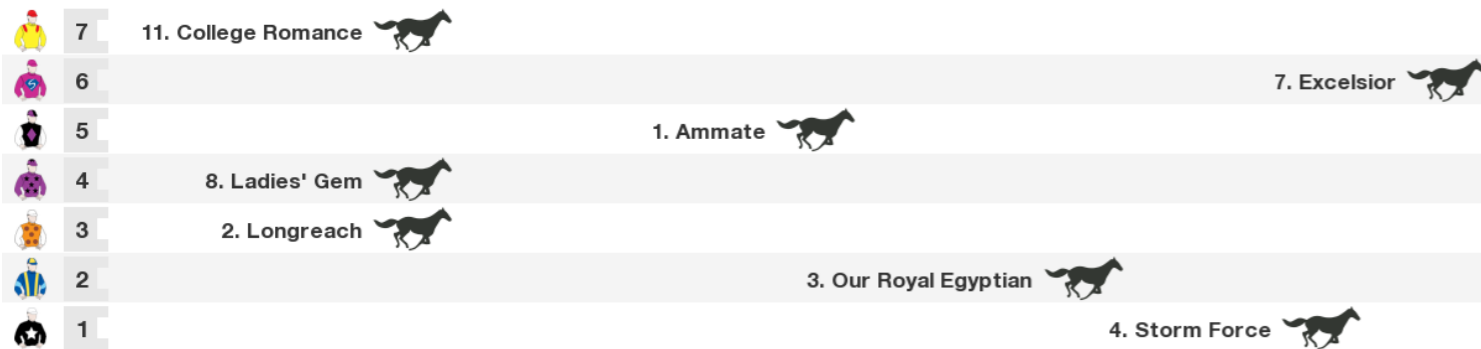 7 11. College Romance
6 7. Excelsior
5 1. Ammate
4 8. Ladies' Gem
3 2. Longreach
2 3. Our Royal Egyptian
1 4. Storm Force